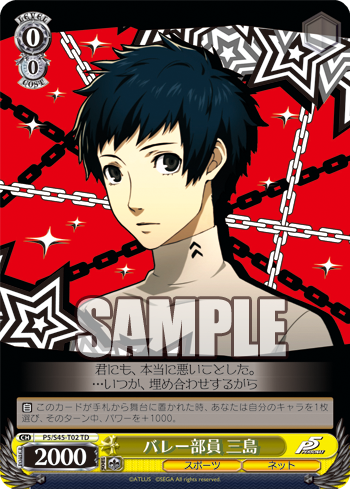 LEVEL
0
0
COST
SAMPLE
君にも、本当に悪いことした。
…いつか、埋め合わせするから
【自】このカードが手札から舞台に置かれた時、あなたは自分のキャラを1枚
選び、そのターン中、パワーを+1000。
CH P5/S45-T02 TD
バレー部員 三島
2000
スポーツ
ネット
P5
©ATLUS ©SEGA All rights reserved.